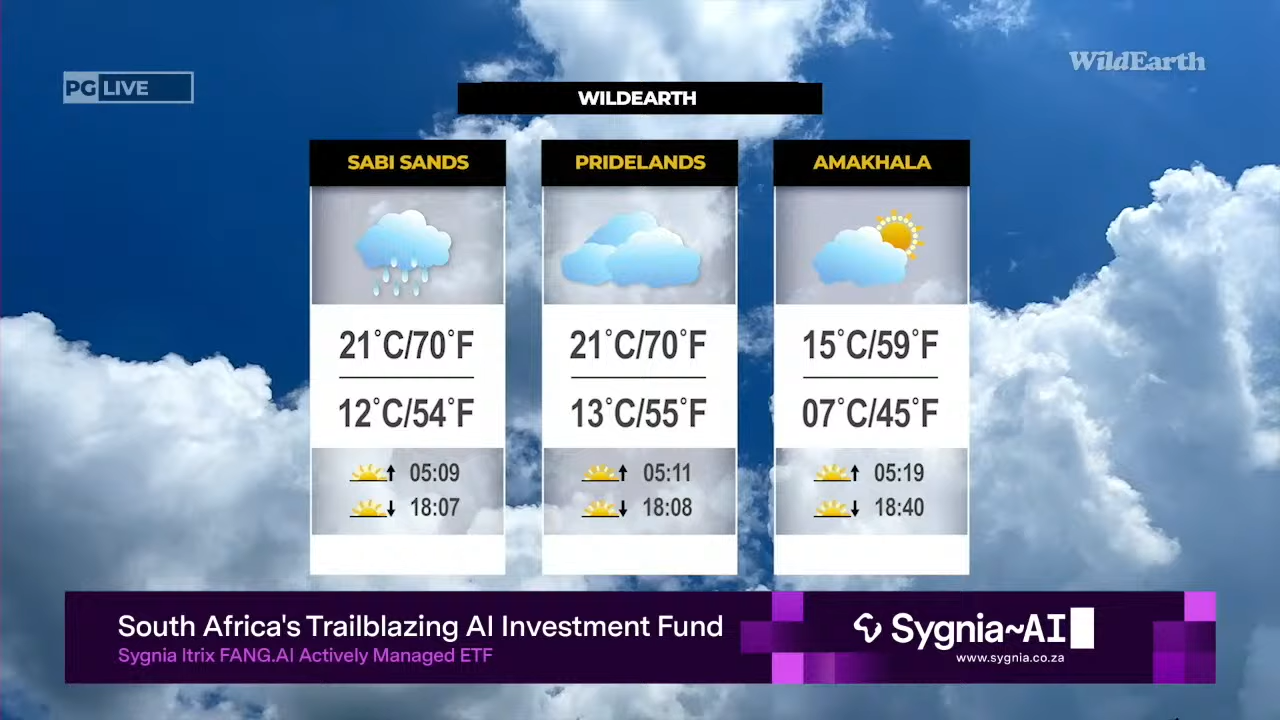 PG LIVE
WildEarth
WILDEARTH
SABI SANDS
21°C/70°F
12°C/54°F
05:09
18:07
PRIDELANDS
21°C/70°F
13°C/55°F
05:11
18:08
AMAKHALA
15°C/59°F
07°C/45°F
05:19
18:40
South Africa's Trailblazing AI Investment Fund
Sygnia Itrix FANG.AI Actively Managed ETF
Sygnia~AI
www.sygnia.co.za